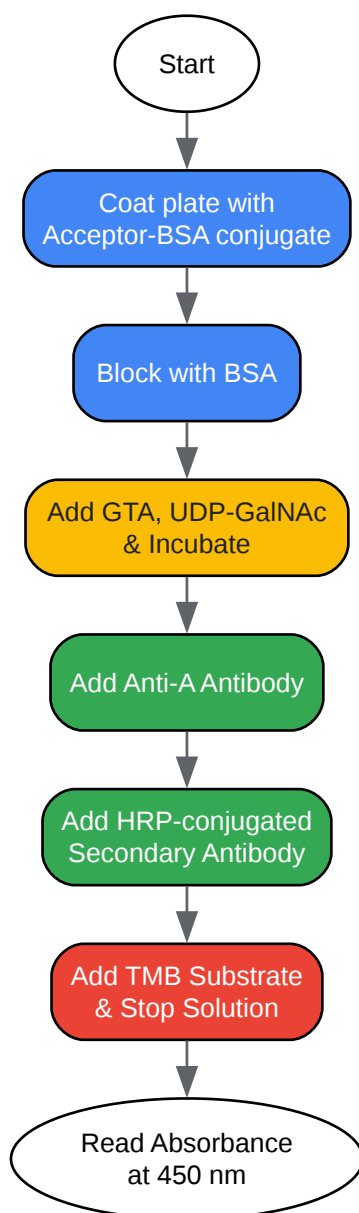 Start
Coat plate with
Acceptor-BSA conjugate
Block with BSA
Add GTA, UDP-GalNAc
& Incubate
Add Anti-A Antibody
Add HRP-conjugated
Secondary Antibody
Add TMB Substrate
& Stop Solution
Read Absorbance
at 450 nm